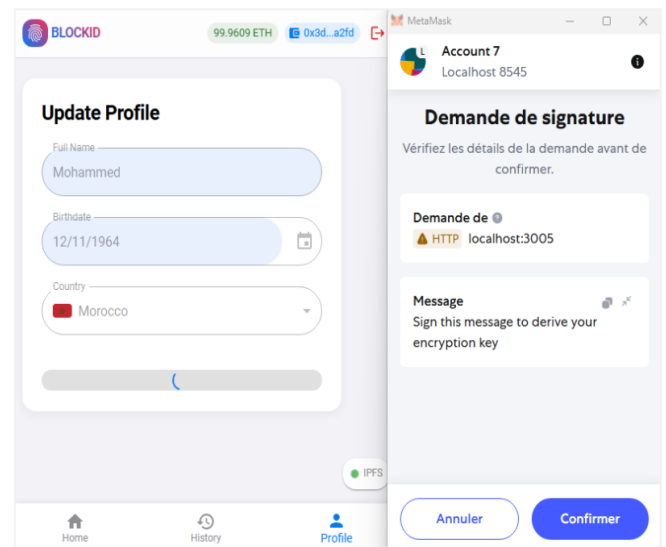 BLOCKID
99.9609 ETH
0x3d...a2fd
Update Profile
Full Name
Mohammed
Birthdate
12/11/1964
Country
Morocco
IPFS
Home
History
Profile
MetaMask
L
Account 7
Localhost 8545
Demande de signature
Vérifiez les détails de la demande avant de
confirmer.
Demande de
HTTP localhost:3005
Message
Sign this message to derive your
encryption key
Annuler
Confirmer